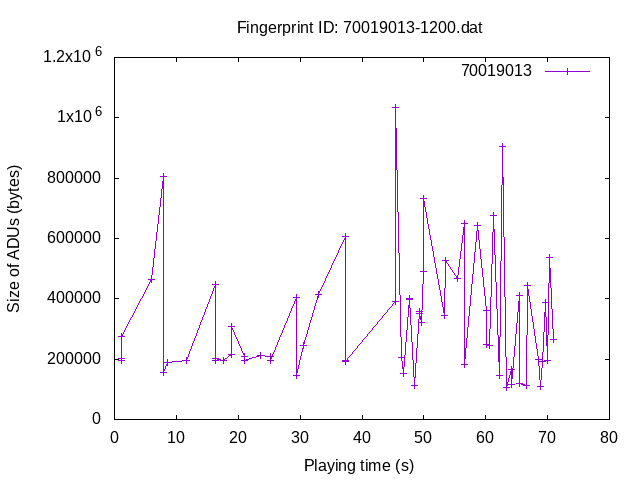 Fingerprint ID: 70019013-1200.dat
70019013
Size of ADUs (bytes)
1.2x10^6
1x10^6
800000
600000
400000
200000
0
0 10 20 30 40 50 60 70 80
Playing time (s)